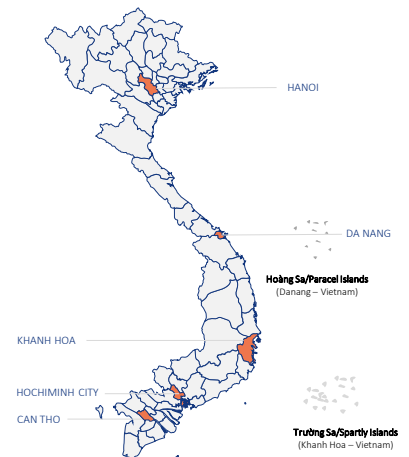 HANOI
DA NANG
Hoàng Sa/Paracel Islands
(Danang – Vietnam)
KHANH HOA
HOCHIMINH CITY
CAN THO
Trường Sa/Spartly Islands
(Khanh Hoa – Vietnam)